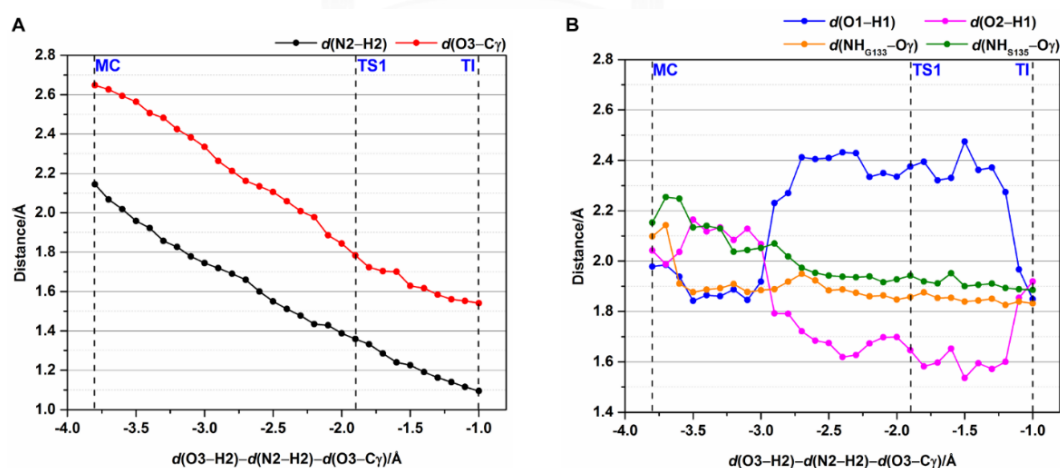 A
d(N2–H2) d(O3–Cγ)
MC TS1 TI
2.8
2.6
2.4
2.2
2.0
1.8
1.6
1.4
1.2
1.0
Distance/Å
-4.0 -3.5 -3.0 -2.5 -2.0 -1.5 -1.0
d(O3–H2)–d(N2–H2)–d(O3–Cγ)/Å
B
d(O1–H1) d(O2–H1)
d(NHG133–Oγ) d(NHS135–Oγ)
MC TS1 TI
2.8
2.6
2.4
2.2
2.0
1.8
1.6
1.4
Distance/Å
-4.0 -3.5 -3.0 -2.5 -2.0 -1.5 -1.0
d(O3–H2)–d(N2–H2)–d(O3–Cγ)/Å